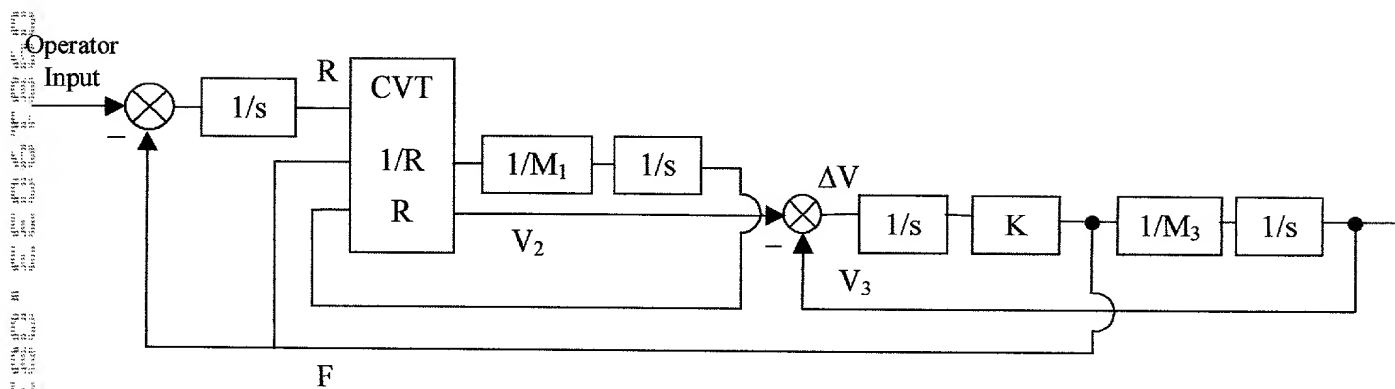 Operator
Input
−
1/s
R
CVT
1/R
R
1/M₁
1/s
V₂
−
ΔV
1/s
K
1/M₃
1/s
V₃
F